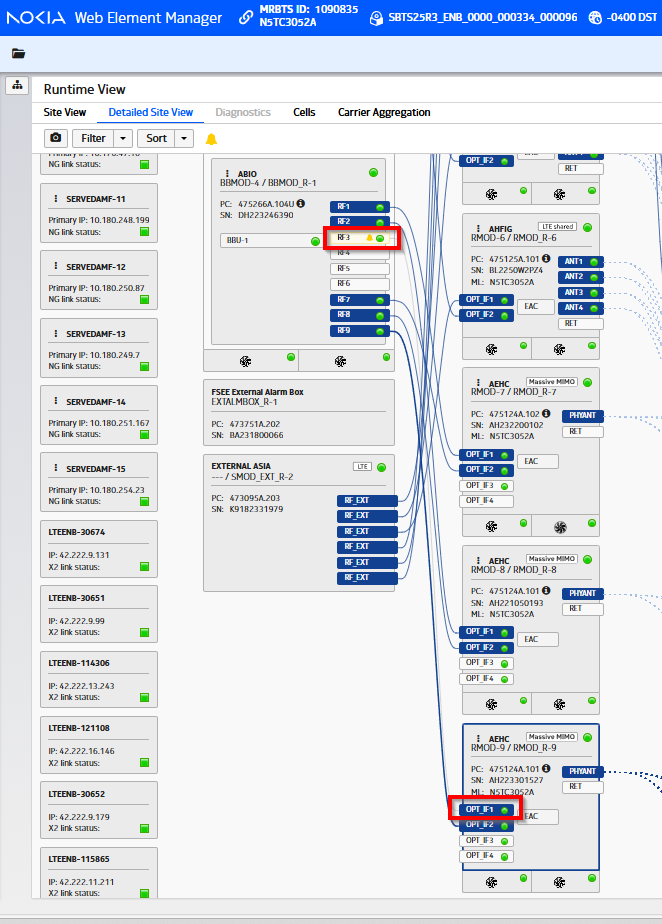 NOKIA Web Element Manager
MRBTS ID: 1090835
N5TC3052A
SBTS25R3_ENB_0000_000334_000096
-0400 DST
Runtime View
Site View
Detailed Site View
Diagnostics
Cells
Carrier Aggregation
Filter
Sort
NG link status:
SERVEDAMF-11
Primary IP: 10.180.248.199
NG link status:
SERVEDAMF-12
Primary IP: 10.180.250.87
NG link status:
SERVEDAMF-13
Primary IP: 10.180.249.7
NG link status:
SERVEDAMF-14
Primary IP: 10.180.251.167
NG link status:
SERVEDAMF-15
Primary IP: 10.180.254.23
NG link status:
LTEENB-30674
IP: 42.222.9.131
X2 link status:
LTEENB-30651
IP: 42.222.9.99
X2 link status:
LTEENB-114306
IP: 42.222.13.243
X2 link status:
LTEENB-121108
IP: 42.222.16.146
X2 link status:
LTEENB-30652
IP: 42.222.9.179
X2 link status:
LTEENB-115865
IP: 42.222.11.211
X2 link status:
ABIO
BBMOD-4 / BBMOD_R-1
PC: 475266A.104U
SN: DH223246390
BBU-1
RF1
RF2
RF3
RF4
RF5
RF6
RF7
RF8
RF9
FSEE External Alarm Box
EXTALMBOX_R-1
PC: 473751A.202
SN: BA231800066
EXTERNAL ASIA
LTE
--- / SMOD_EXT_R-2
PC: 473095A.203
SN: K9182331979
RF_EXT
RF_EXT
RF_EXT
RF_EXT
RF_EXT
RF_EXT
OPT_IF2
EAC
ANT4
RET
AHFIG
LTE shared
RMOD-6 / RMOD_R-6
PC: 475125A.101
SN: BL2250W2PZ4
ML: N5TC3052A
ANT1
ANT2
ANT3
ANT4
RET
OPT_IF1
OPT_IF2
EAC
AEHC
Massive MIMO
RMOD-7 / RMOD_R-7
PC: 475124A.102
SN: AH232200102
ML: N5TC3052A
PHYANT
RET
OPT_IF1
OPT_IF2
OPT_IF3
OPT_IF4
EAC
AEHC
Massive MIMO
RMOD-8 / RMOD_R-8
PC: 475124A.101
SN: AH221050193
ML: N5TC3052A
PHYANT
RET
OPT_IF1
OPT_IF2
OPT_IF3
OPT_IF4
EAC
AEHC
Massive MIMO
RMOD-9 / RMOD_R-9
PC: 475124A.101
SN: AH223301527
ML: N5TC3052A
PHYANT
RET
OPT_IF1
OPT_IF2
OPT_IF3
OPT_IF4
EAC